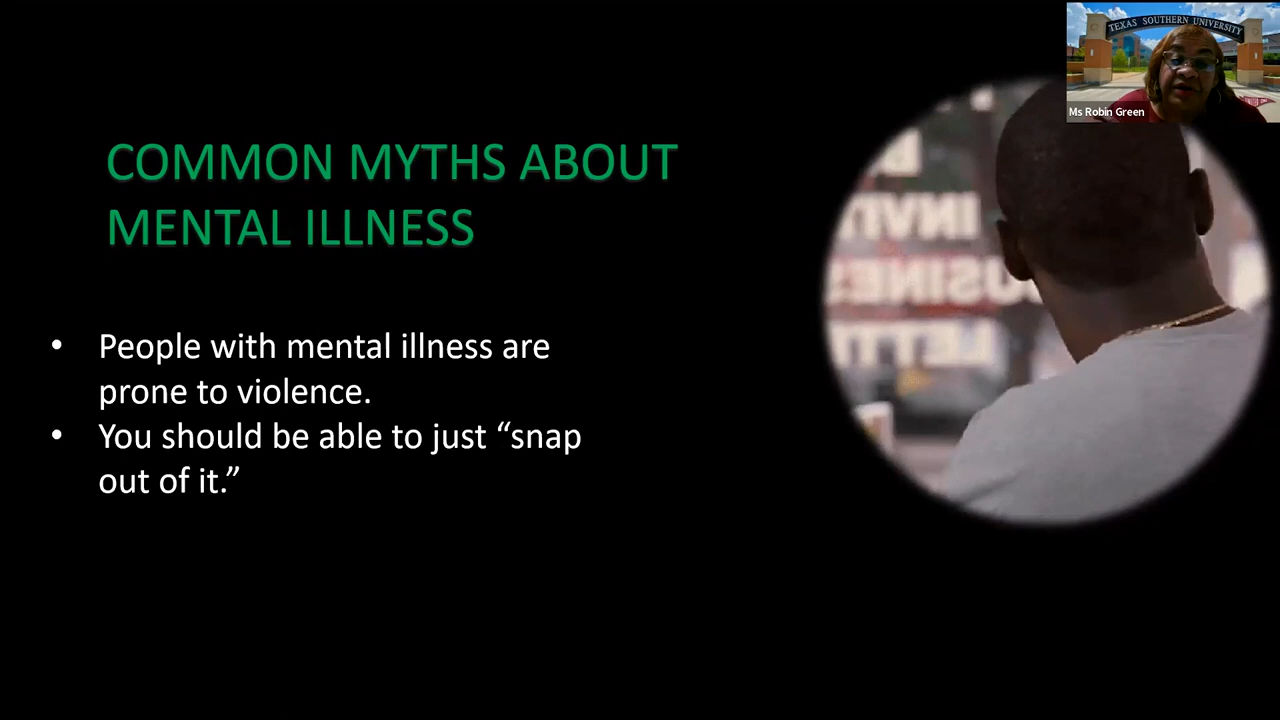 TEXAS SOUTHERN UNIVERSITY
Ms Robin Green
COMMON MYTHS ABOUT
MENTAL ILLNESS
• People with mental illness are
prone to violence.
• You should be able to just “snap
out of it.”